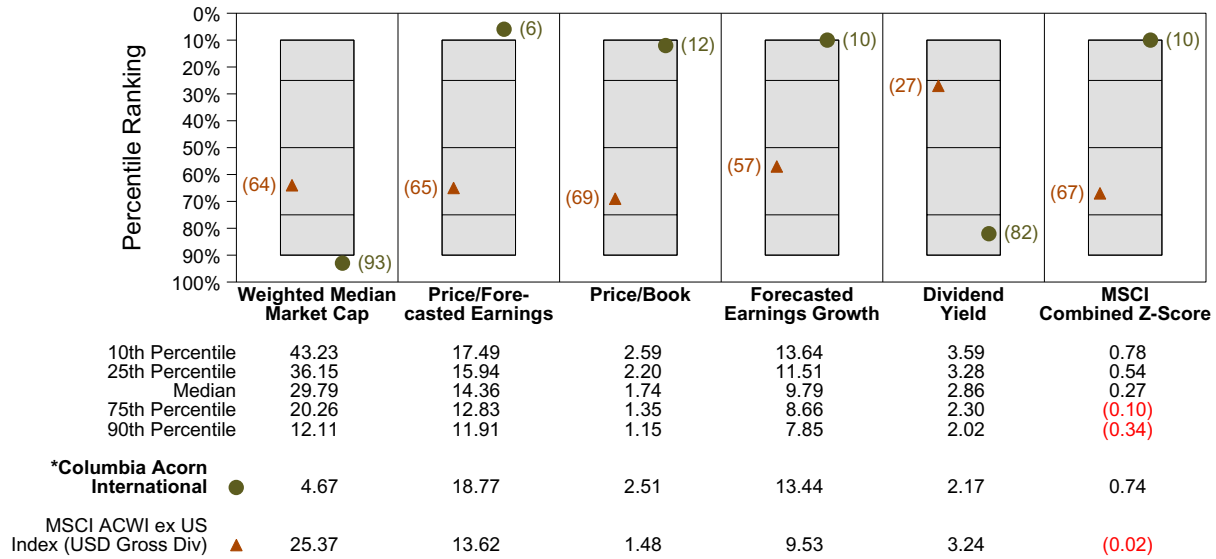 Percentile Ranking
0%
10%
20%
30%
40%
50%
60%
70%
80%
90%
100%
(64)
(93)
(6)
(65)
(12)
(69)
(10)
(57)
(27)
(82)
(10)
(67)
Weighted Median
Market Cap
Price/Fore-
casted Earnings
Price/Book
Forecasted
Earnings Growth
Dividend
Yield
MSCI
Combined Z-Score
10th Percentile 43.23 17.49 2.59 13.64 3.59 0.78
25th Percentile 36.15 15.94 2.20 11.51 3.28 0.54
Median 29.79 14.36 1.74 9.79 2.86 0.27
75th Percentile 20.26 12.83 1.35 8.66 2.30 (0.10)
90th Percentile 12.11 11.91 1.15 7.85 2.02 (0.34)
*Columbia Acorn
International 4.67 18.77 2.51 13.44 2.17 0.74
MSCI ACWI ex US
Index (USD Gross Div) 25.37 13.62 1.48 9.53 3.24 (0.02)